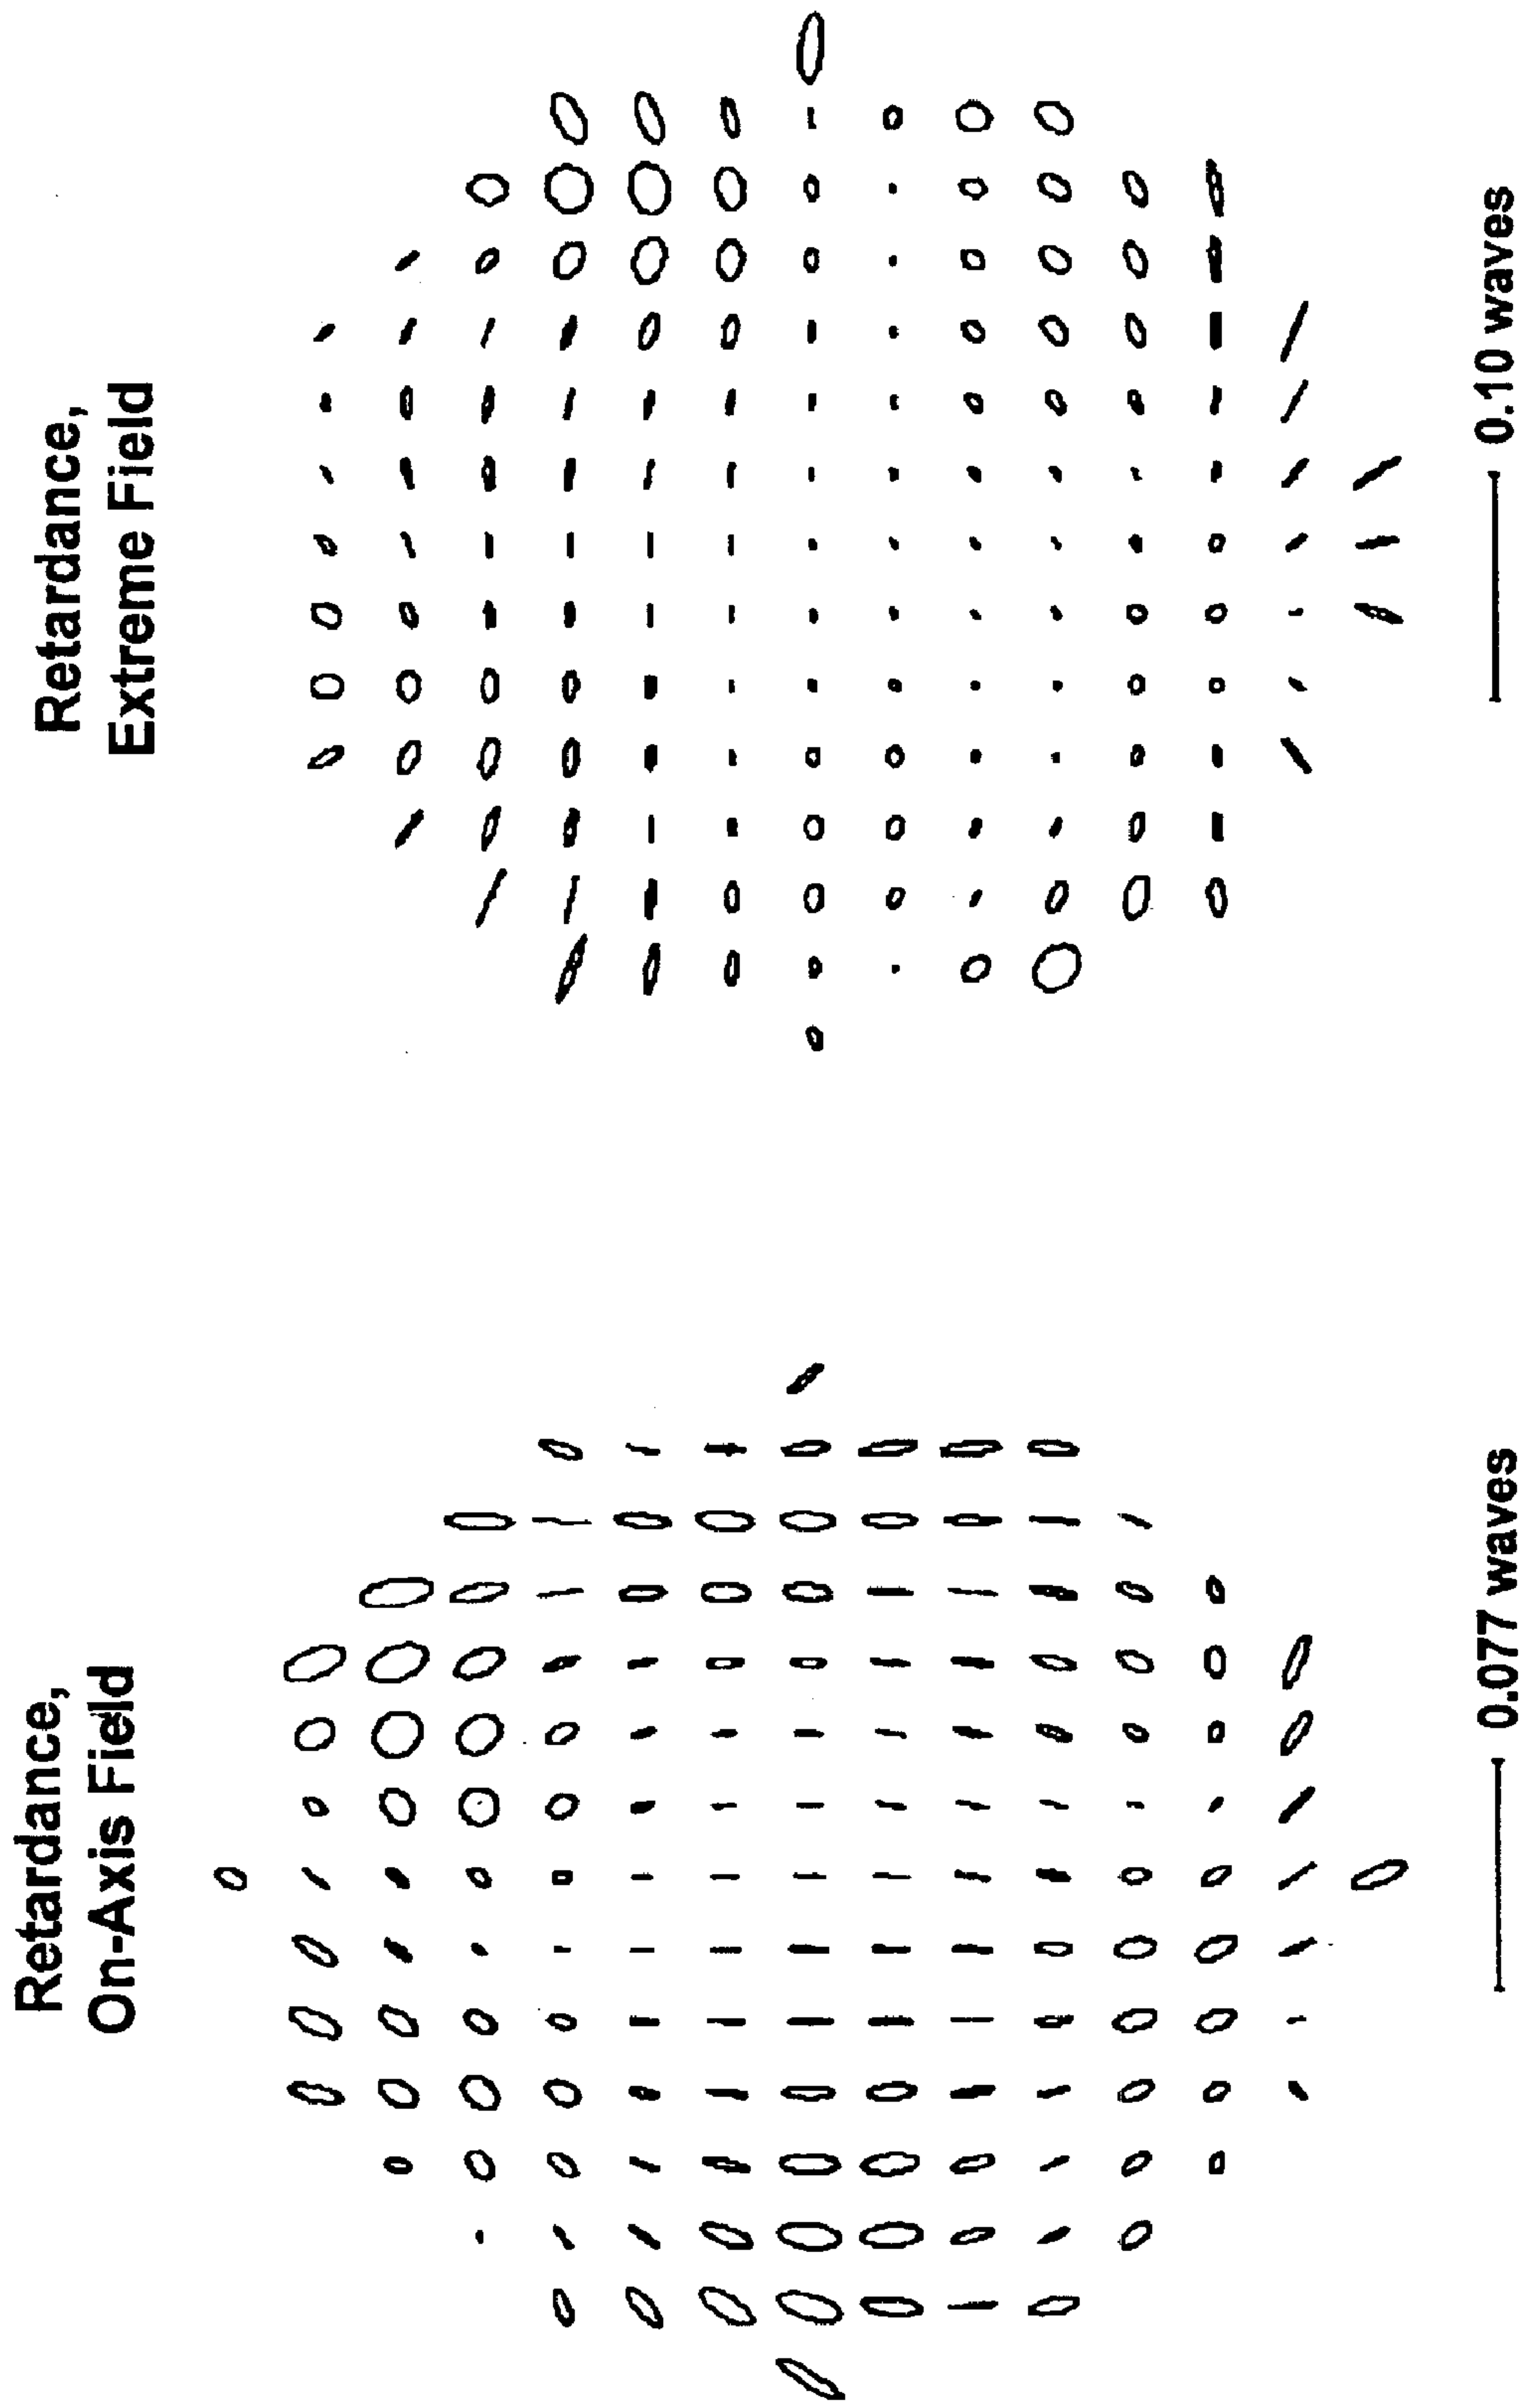 Retardance,
On-Axis Field
0.077 waves
Retardance,
Extreme Field
0.10 waves